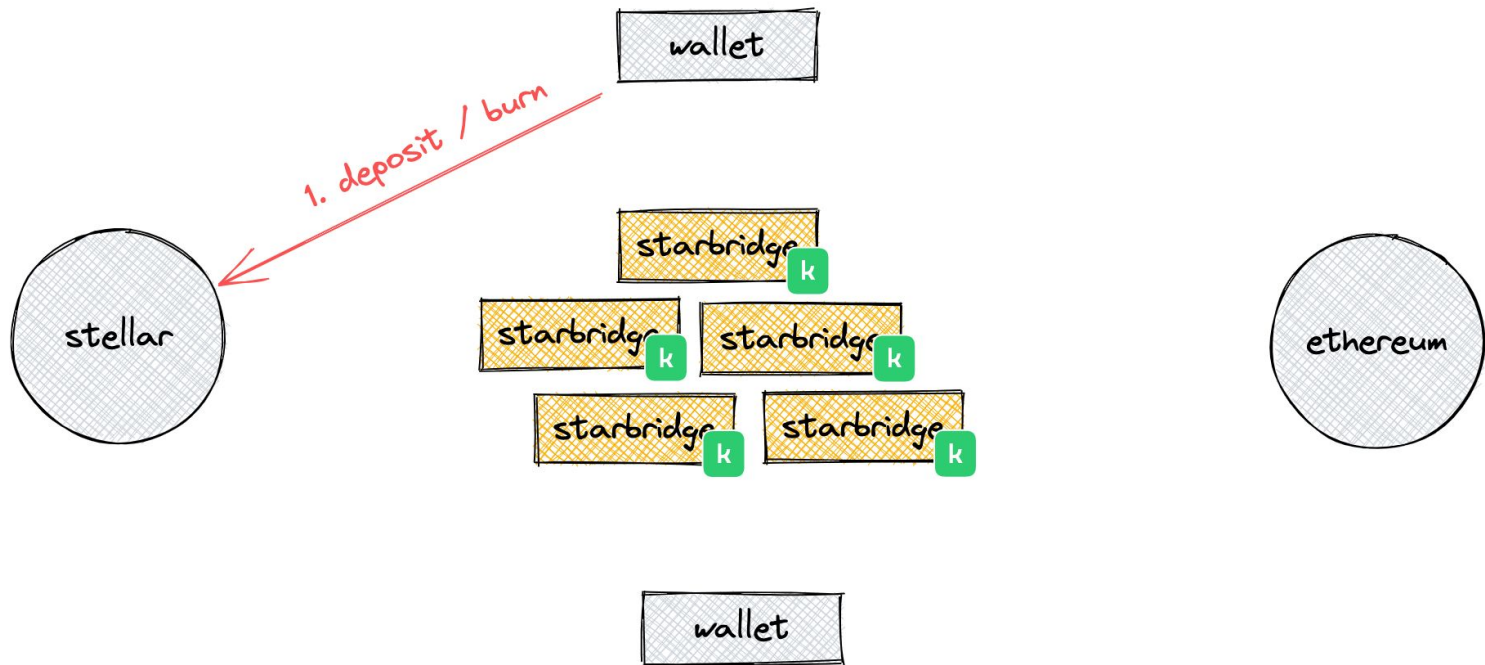 wallet
1. deposit / burn
starbridge
k
stellar
starbridge
k
starbridge
k
ethereum
starbridge
k
starbridge
k
wallet